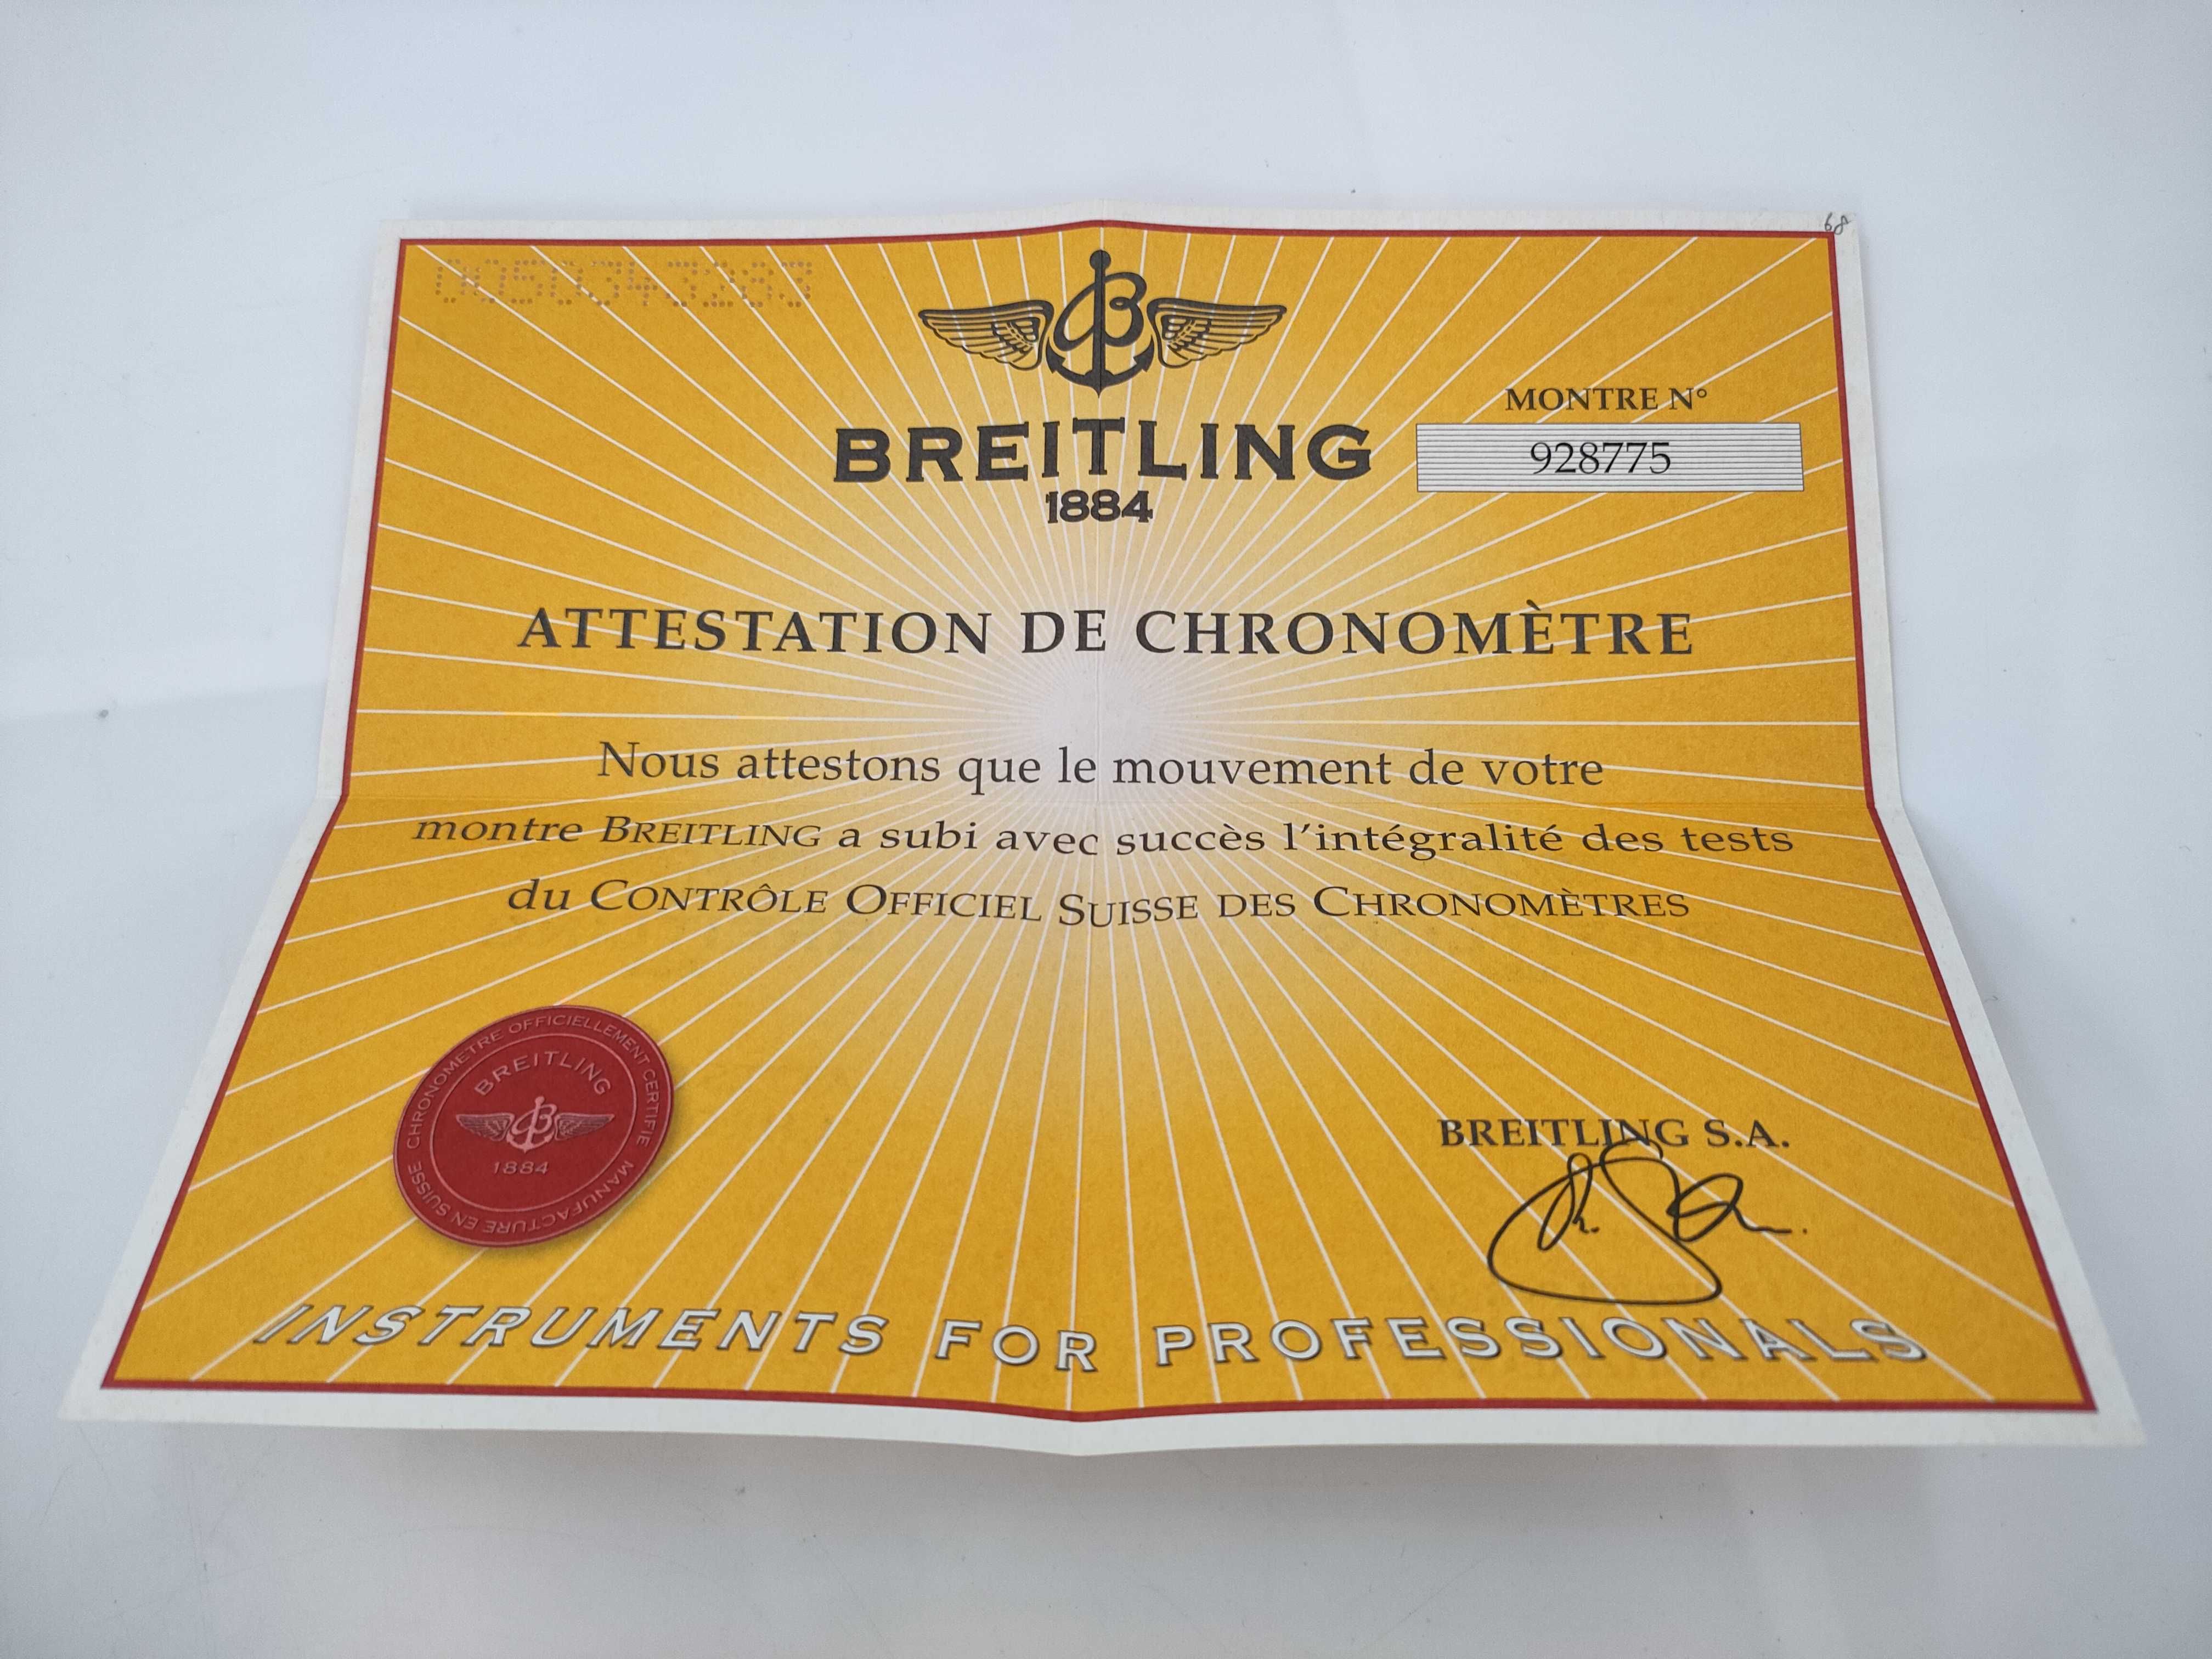 68
0050343283
BREITLING
1884
MONTRE N°
928775
ATTESTATION DE CHRONOMÈTRE
Nous attestons que le mouvement de votre
montre BREITLING a subi avec succès l'intégralité des tests
du CONTRÔLE OFFICIEL SUISSE DES CHRONOMÈTRES
CHRONOMETRE OFFICIELLEMENT CERTIFIE MANUFACTURE EN SUISSE
BREITLING
1884
BREITLING S.A.
INSTRUMENTS FOR PROFESSIONALS